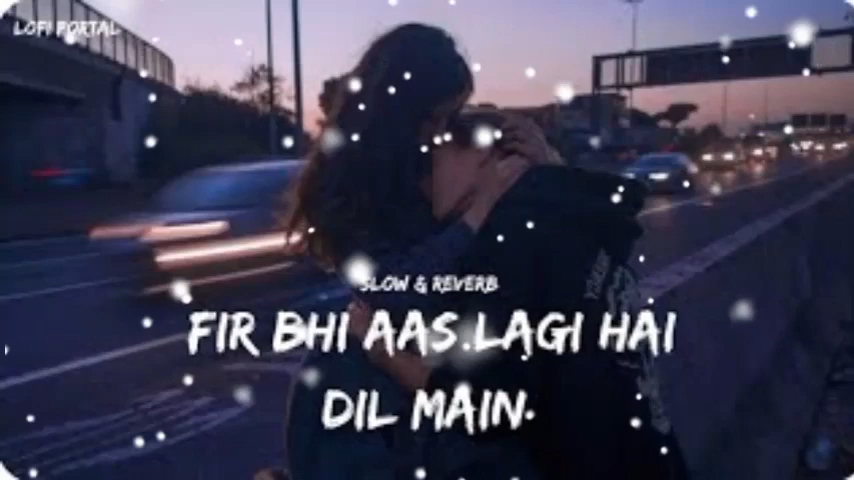 LOFI PORTAL
SLOW & REVERB
FIR BHI AAS LAGI HAI
DIL MAIN